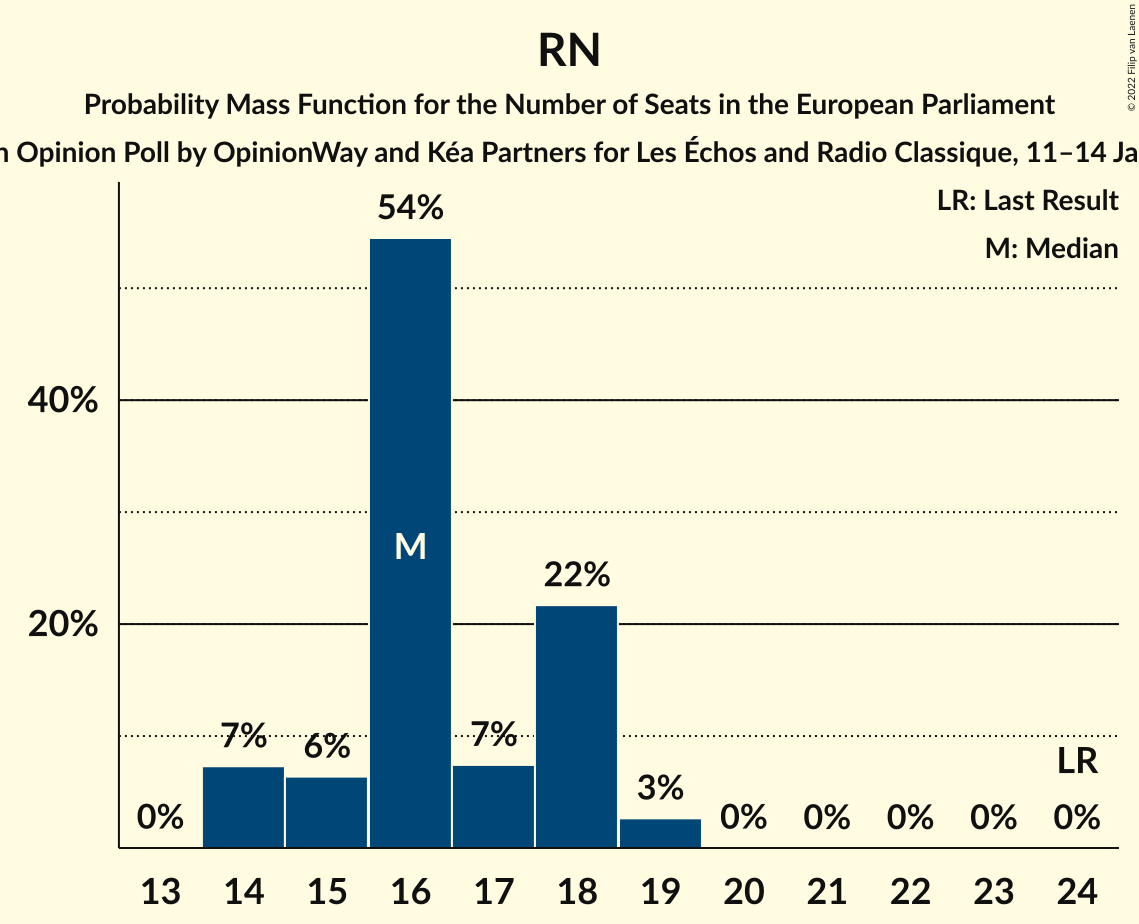 RN
Probability Mass Function for the Number of Seats in the European Parliament
n Opinion Poll by OpinionWay and Kéa Partners for Les Échos and Radio Classique, 11–14 Ja
© 2022 Filip van Laenen
LR: Last Result
M: Median
54%
40%
M
22%
20%
7%
6%
7%
3%
LR
0%
0%
0%
0%
0%
0%
13 14 15 16 17 18 19 20 21 22 23 24